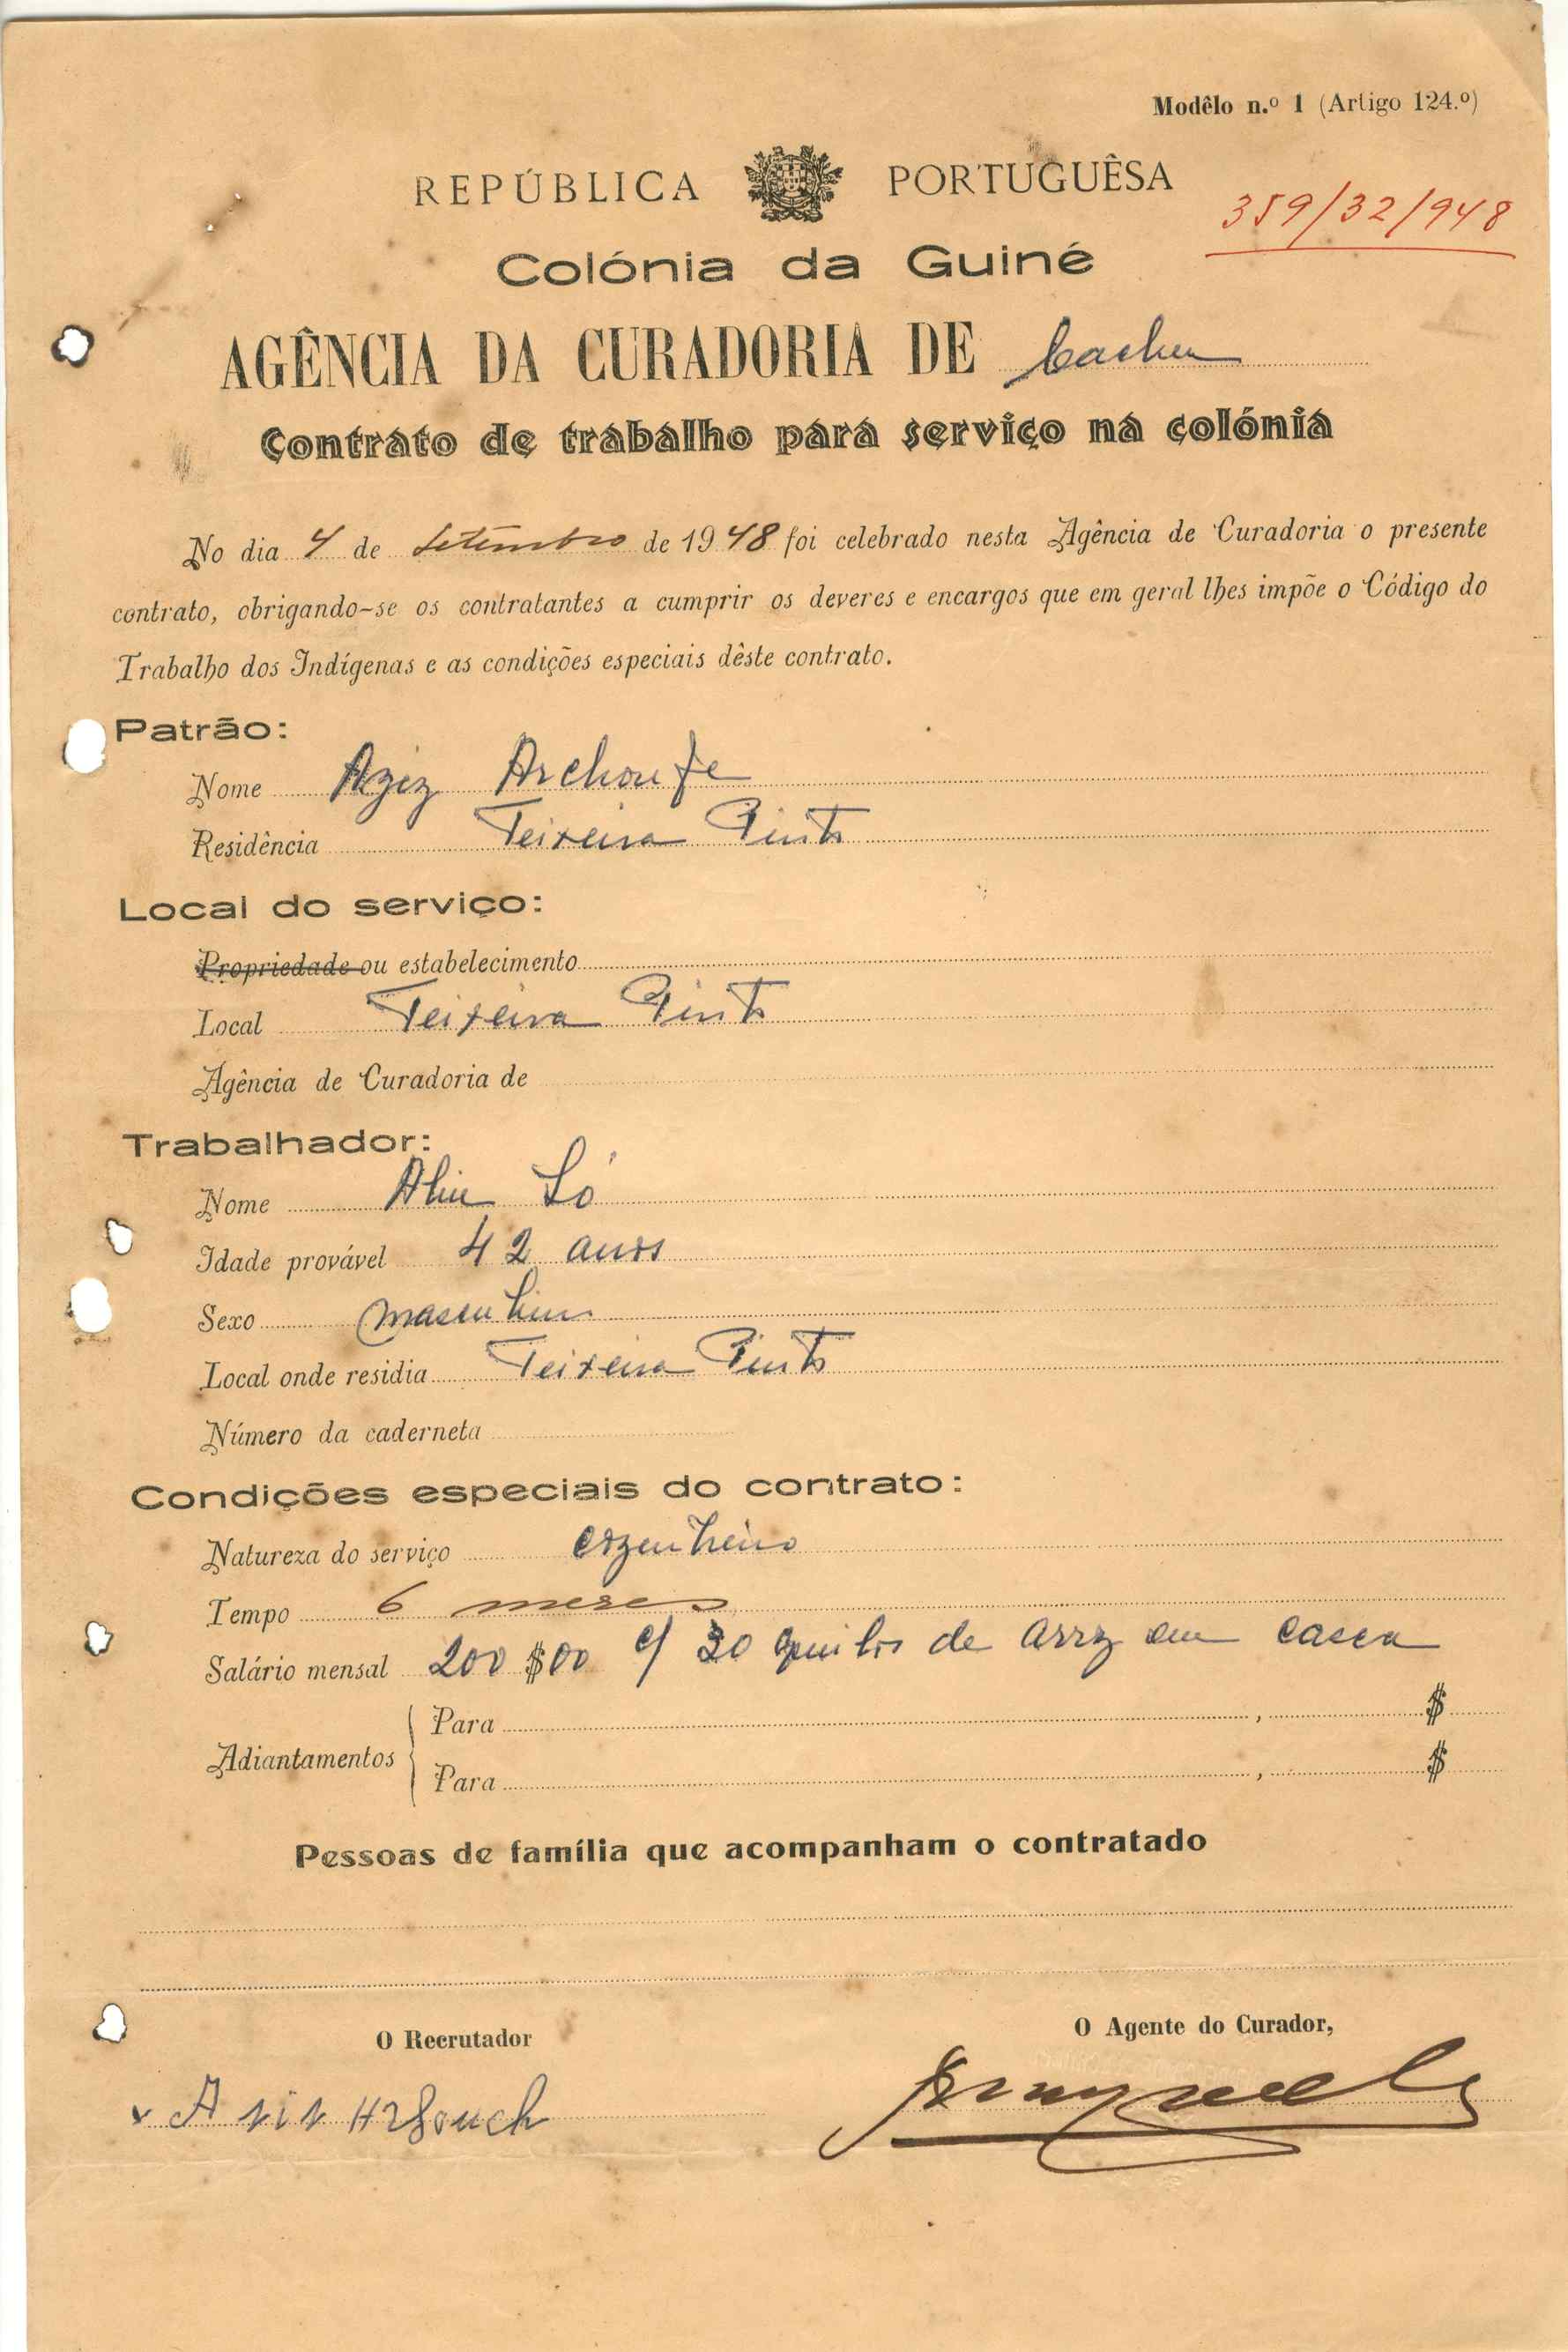 Modêlo n.º 1 (Artigo 124.º)
REPÚBLICA PORTUGUÊSA
359/32/948
Colónia da Guiné
AGÊNCIA DA CURADORIA DE Cacheu
Contrato de trabalho para serviço na colónia
No dia 4 de Setembro de 1948 foi celebrado nesta Agência de Curadoria o presente
contrato, obrigando-se os contratantes a cumprir os deveres e encargos que em geral lhes impõe o Código do
Trabalho dos Indígenas e as condições especiais dêste contrato.
Patrão:
Nome Aziz Archoufe
Residência Teixeira Pinto
Local do serviço:
Propriedade ou estabelecimento
Local Teixeira Pinto
Agência de Curadoria de
Trabalhador:
Nome Aliu Ló
Idade provável 42 anos
Sexo masculino
Local onde residia Teixeira Pinto
Número da caderneta
Condições especiais do contrato:
Natureza do serviço
Tempo 6 meses
Salário mensal 200$00 c/ 30 quilos de arroz em casca
Adiantamentos
Para , $
Para , $
Pessoas de família que acompanham o contratado
O Recrutador
O Agente do Curador,